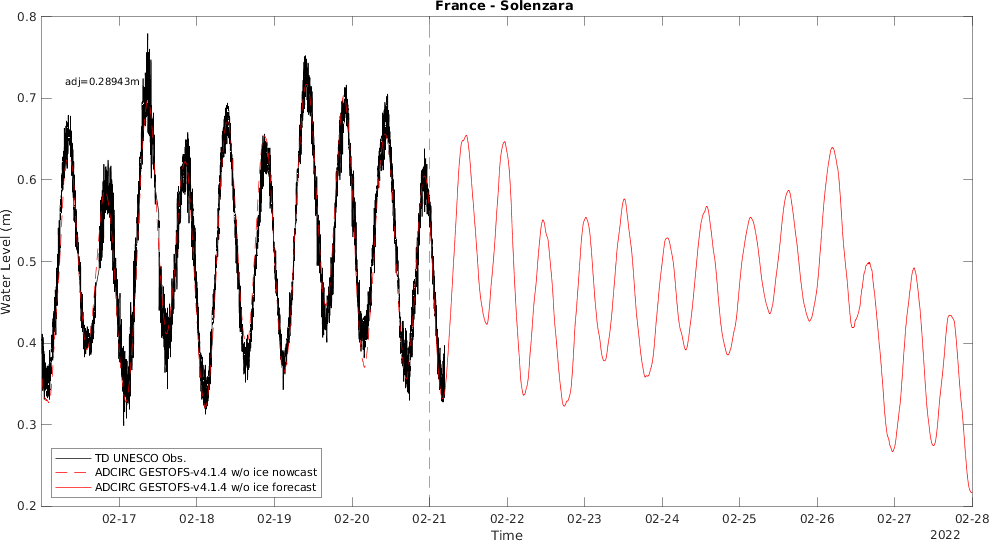 France - Solenzara
0.8
0.7
0.6
0.5
0.4
0.3
0.2
Water Level (m)
adj=0.28943m
TD UNESCO Obs.
ADCIRC GESTOFS-v4.1.4 w/o ice nowcast
ADCIRC GESTOFS-v4.1.4 w/o ice forecast
02-17 02-18 02-19 02-20 02-21 02-22 02-23 02-24 02-25 02-26 02-27 02-28
Time
2022